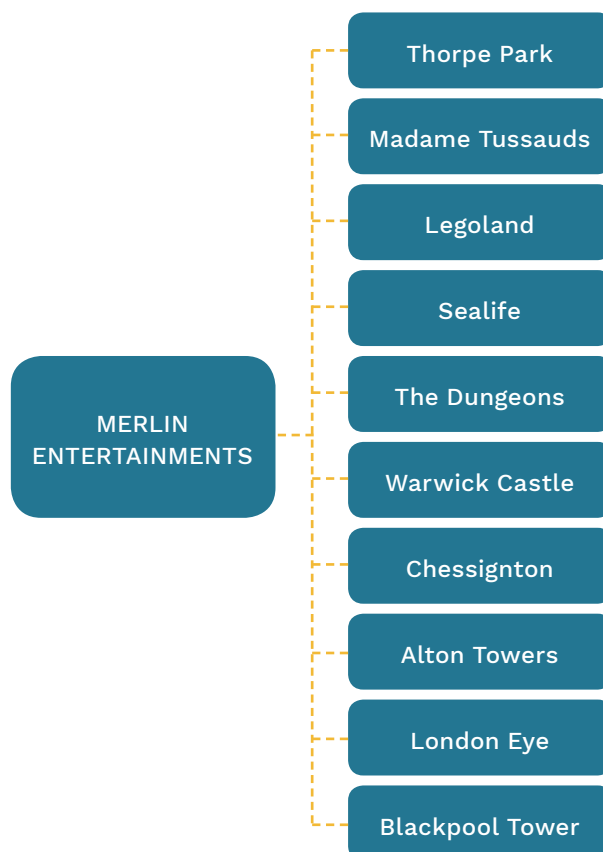 Thorpe Park
Madame Tussauds
Legoland
Sealife
The Dungeons
MERLIN
ENTERTAINMENTS
Warwick Castle
Chessignton
Alton Towers
London Eye
Blackpool Tower